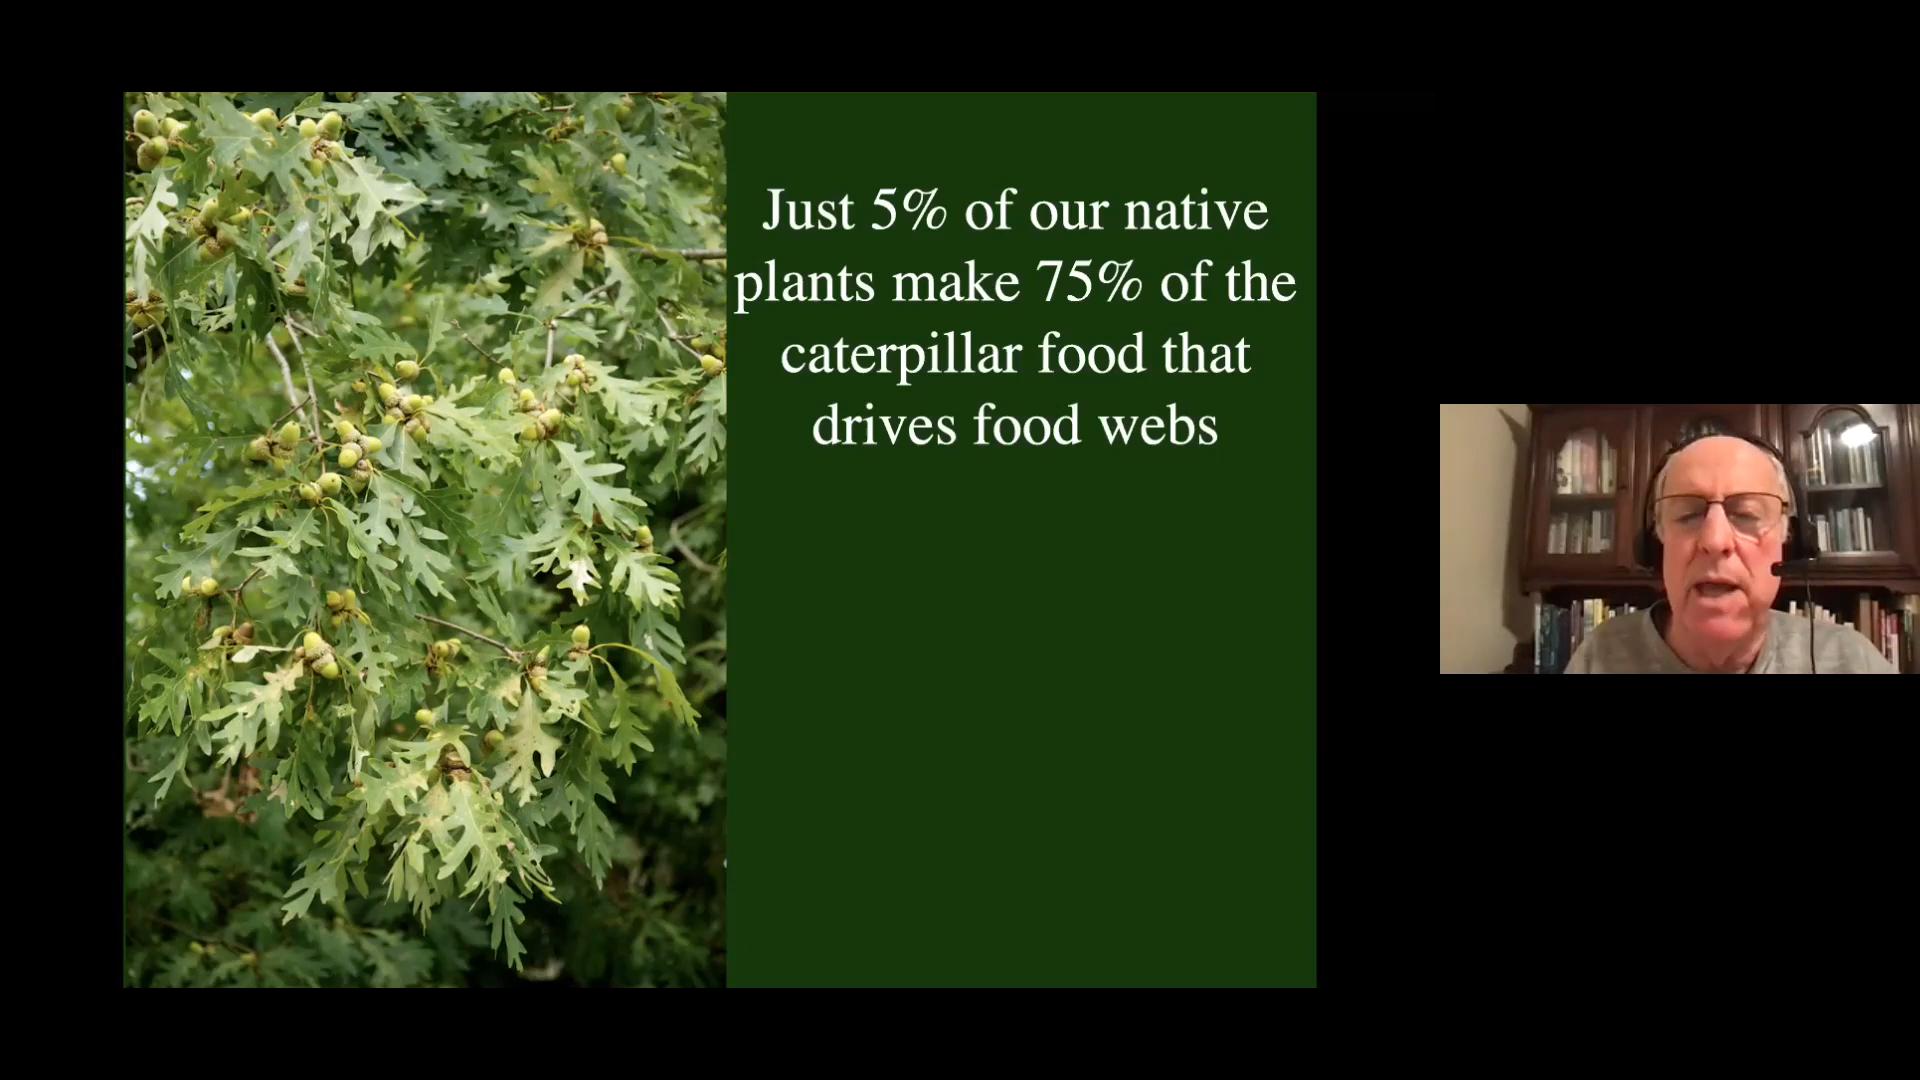 Just 5% of our native
plants make 75% of the
caterpillar food that
drives food webs